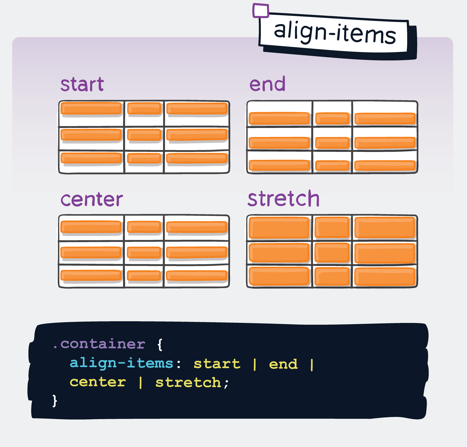 align-items
start
end
center
stretch
.container {
  align-items: start | end |
  center | stretch;
}